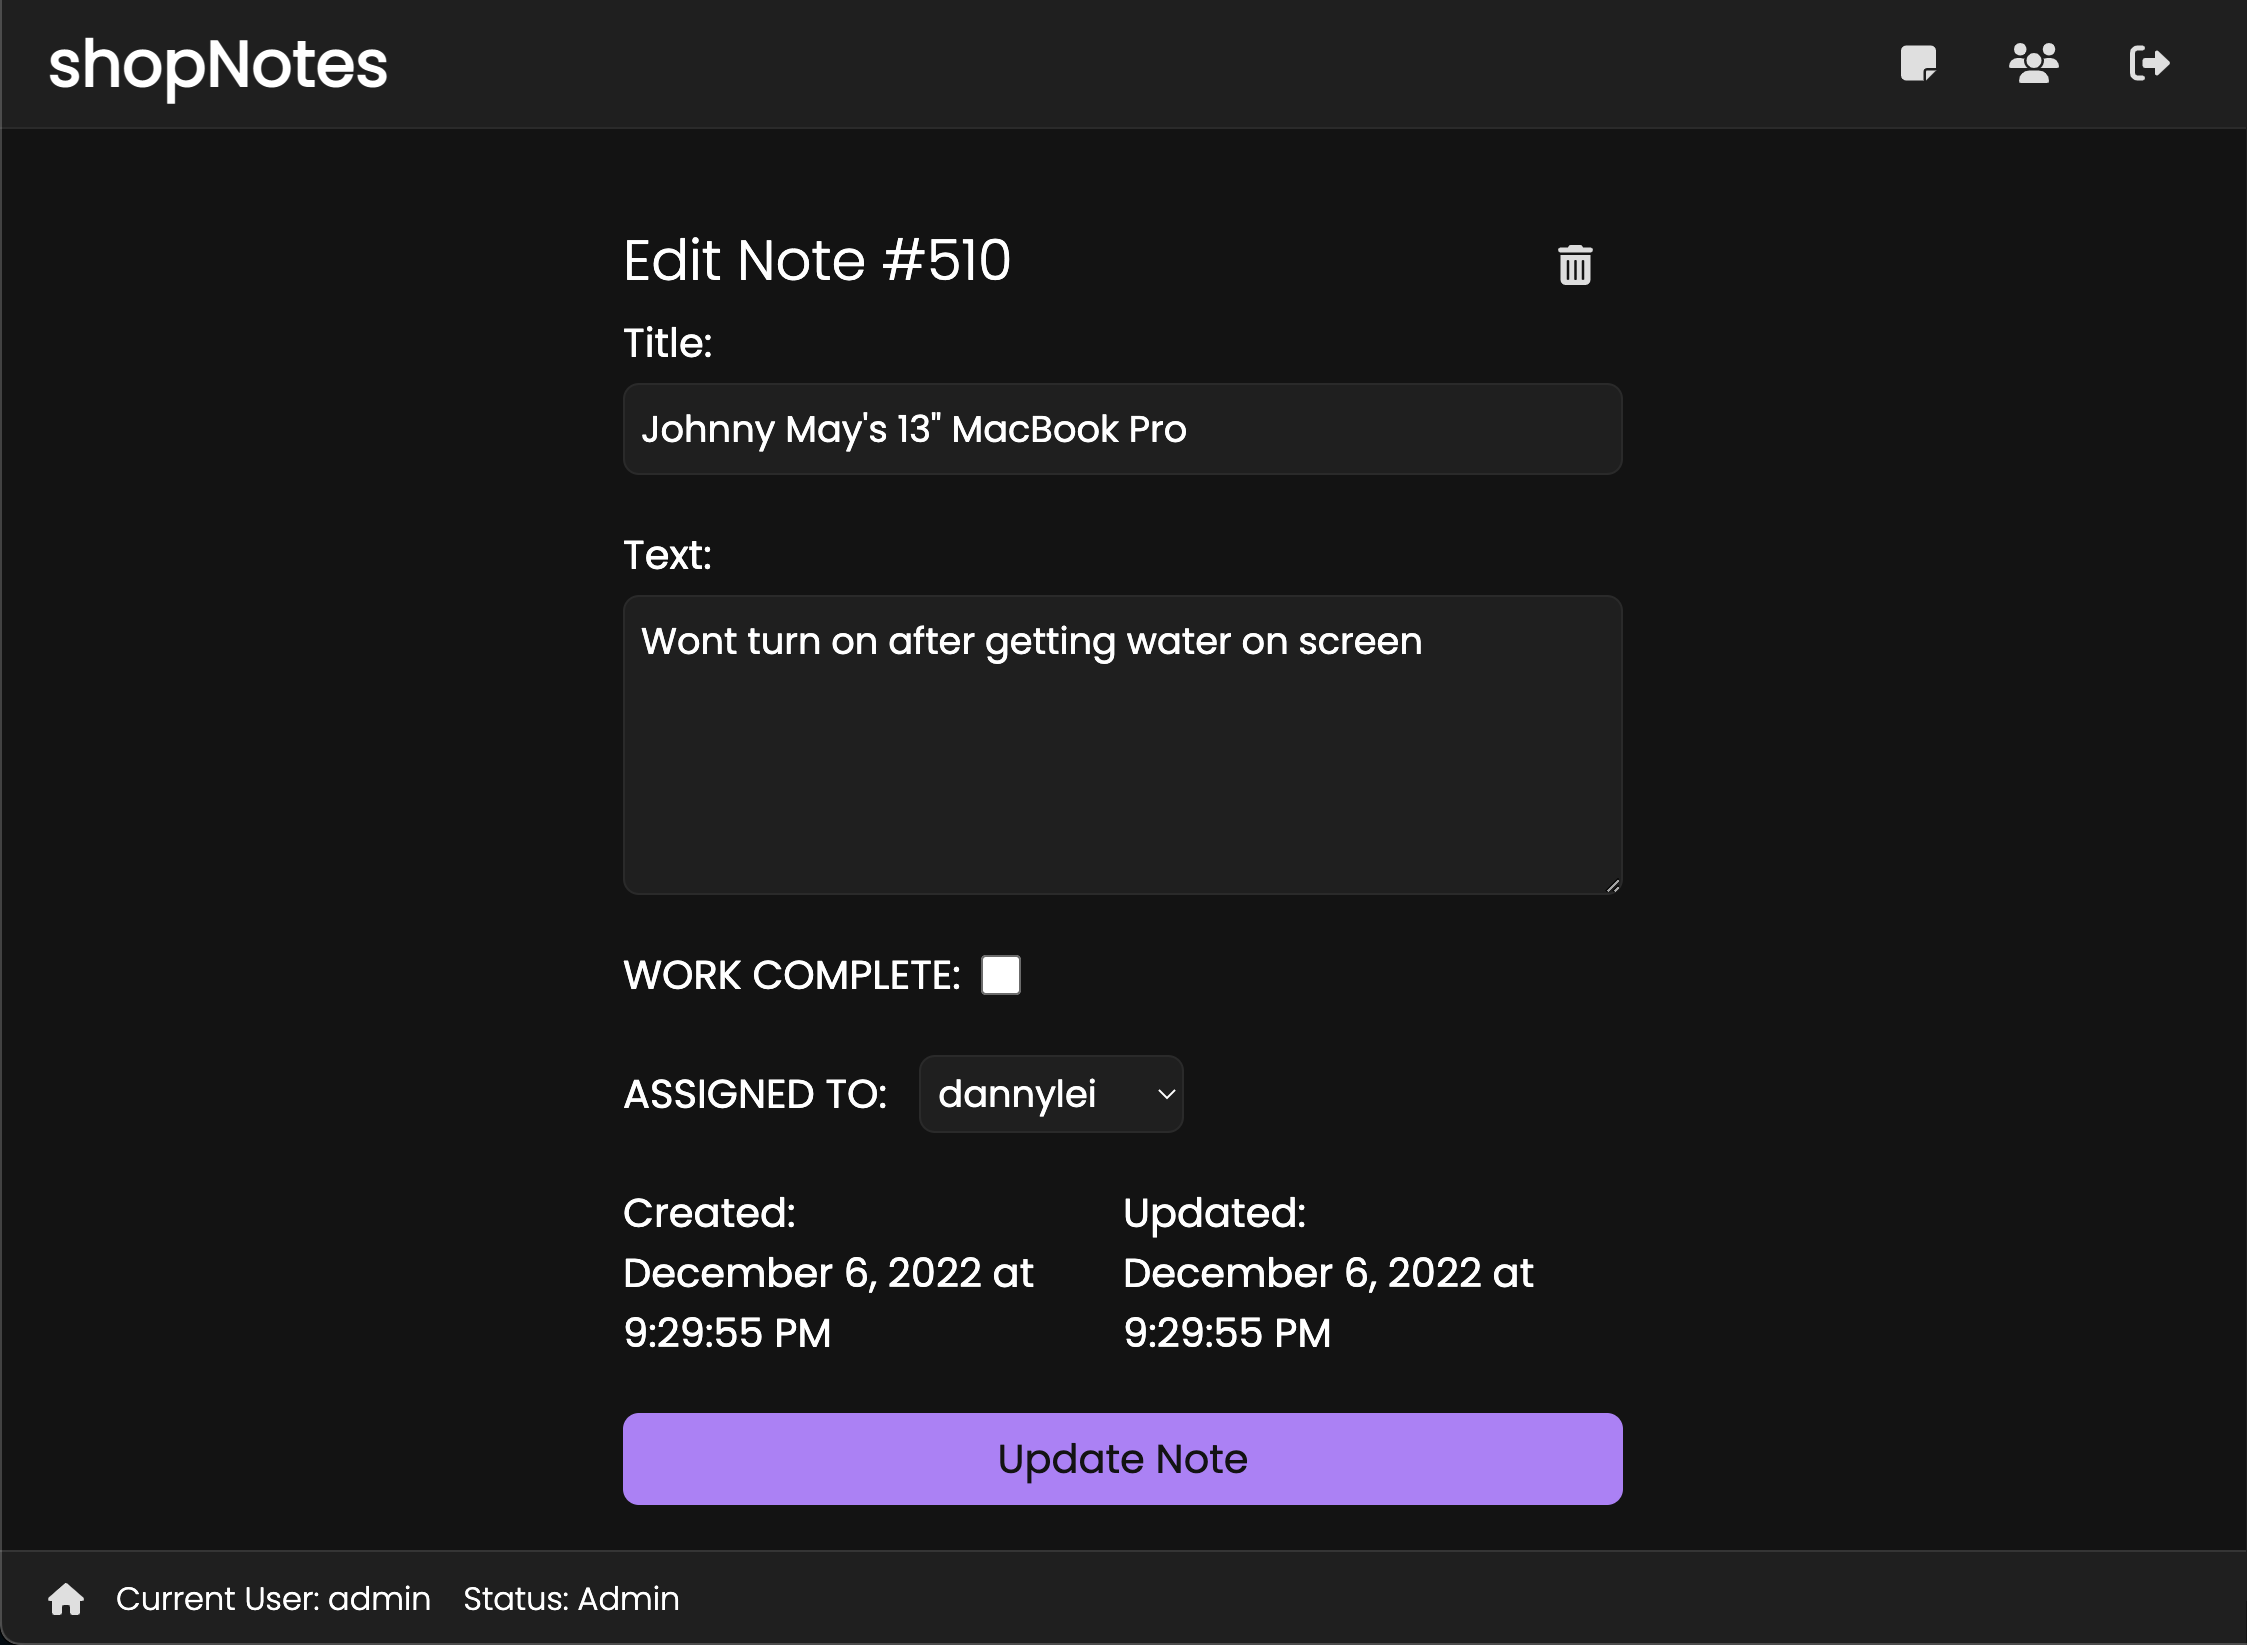 shopNotes
Edit Note #510
Title:
Johnny May's 13" MacBook Pro
Text:
Wont turn on after getting water on screen
WORK COMPLETE:
ASSIGNED TO: dannylei
Created:
December 6, 2022 at
9:29:55 PM
Updated:
December 6, 2022 at
9:29:55 PM
Update Note
Current User: admin Status: Admin